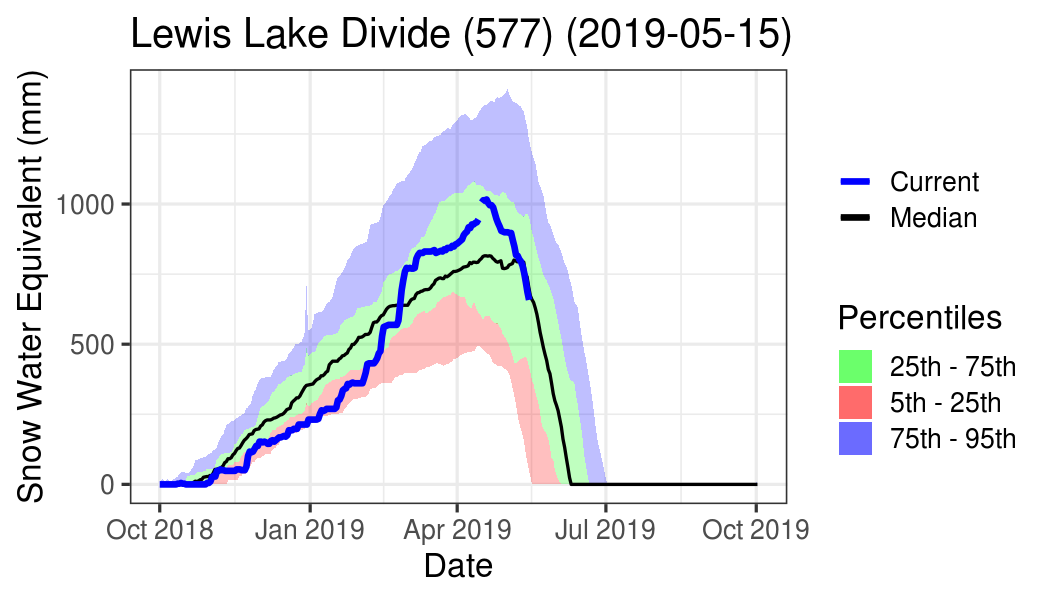 Lewis Lake Divide (577) (2019-05-15)
Snow Water Equivalent (mm)
1000
500
0
Oct 2018 Jan 2019 Apr 2019 Jul 2019 Oct 2019
Date
Current
Median
Percentiles
25th - 75th
5th - 25th
75th - 95th